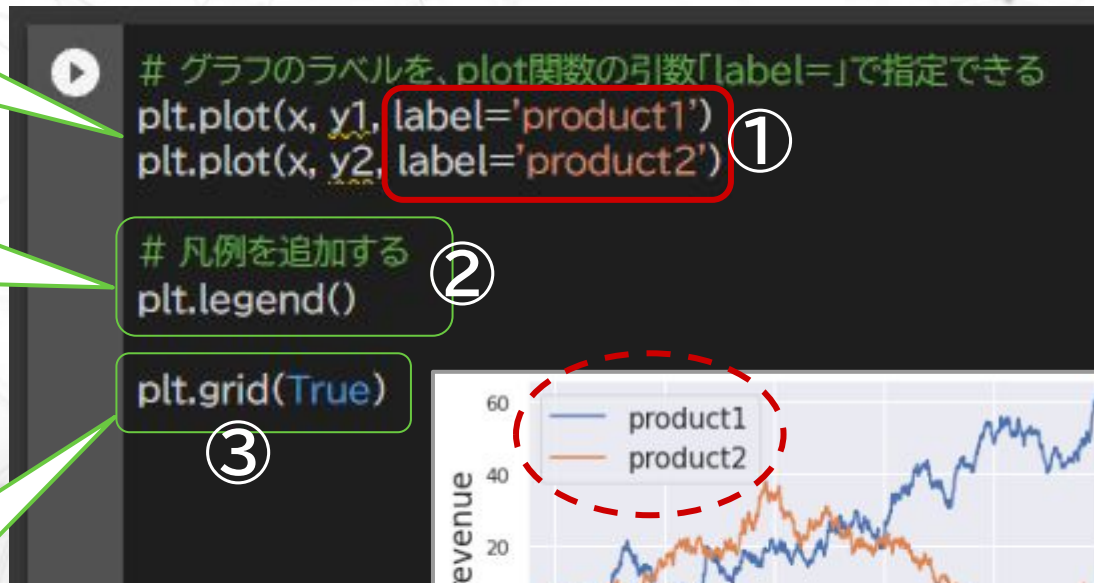 # グラフのラベルを、plot関数の引数「label=」で指定できる
plt.plot(x, y1, label='product1')
plt.plot(x, y2, label='product2')
①
# 凡例を追加する
plt.legend()
②
plt.grid(True)
③
60
40
20
product1
product2